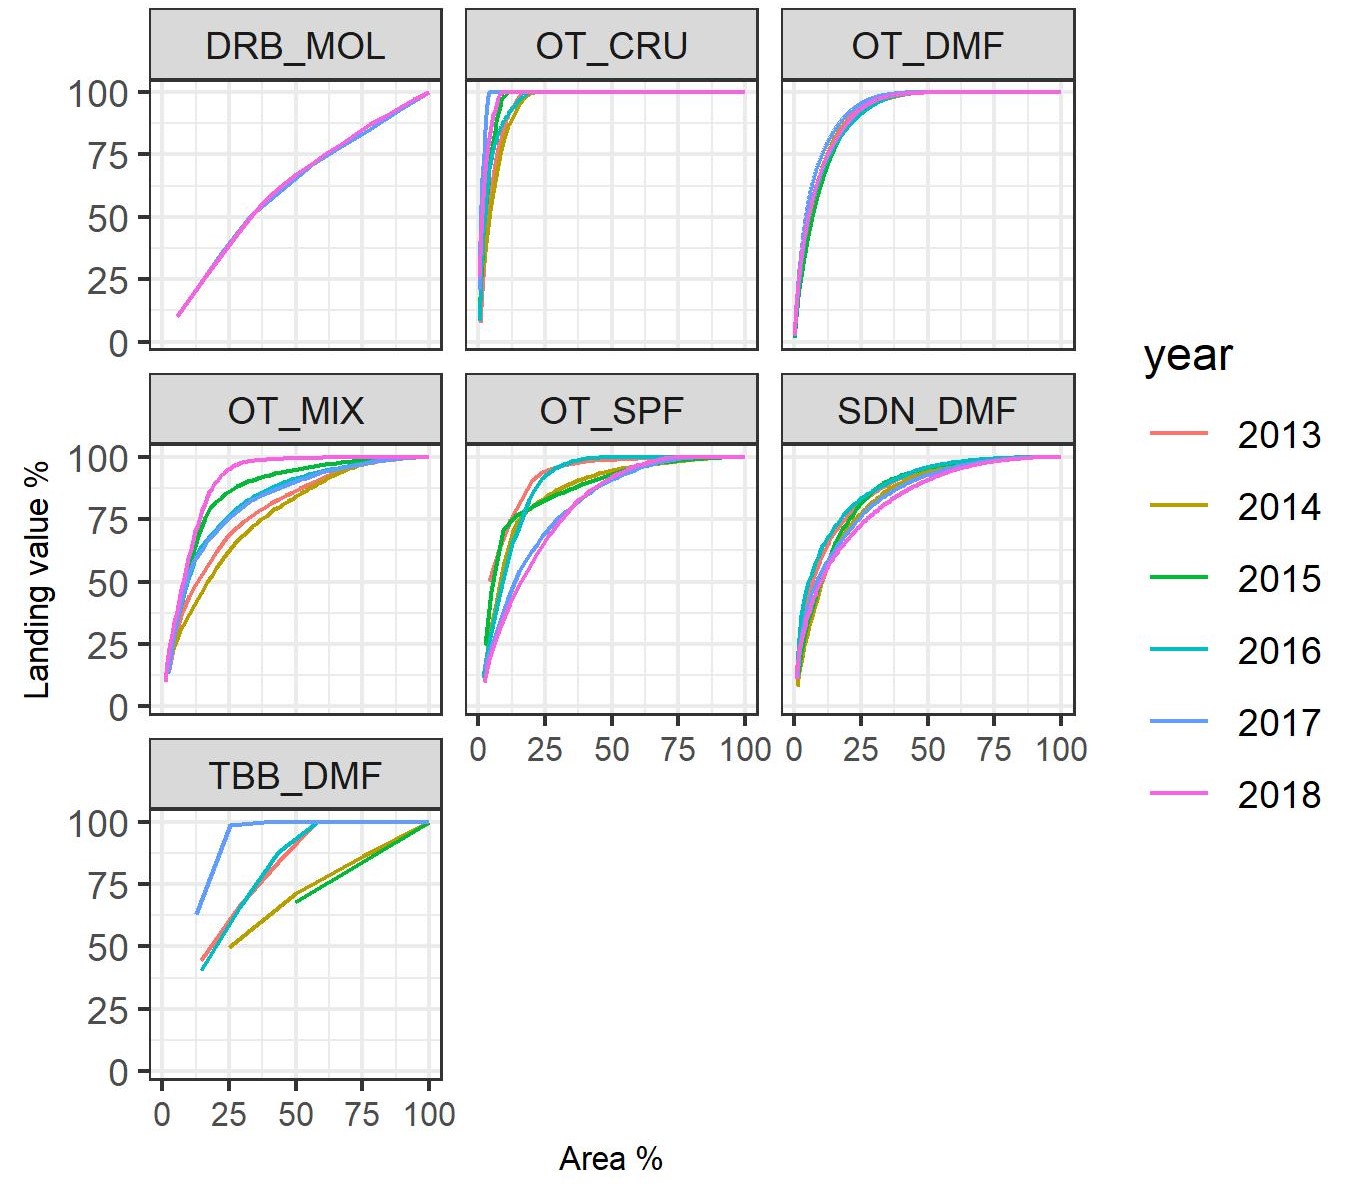 DRB_MOL OT_CRU OT_DMF
100
75
50
25
0
OT_MIX OT_SPF SDN_DMF
100
75
50
25
0
0 25 50 75 100 0 25 50 75 100
TBB_DMF
100
75
50
25
0
0 25 50 75 100
Landing value %
Area %
year
2013
2014
2015
2016
2017
2018